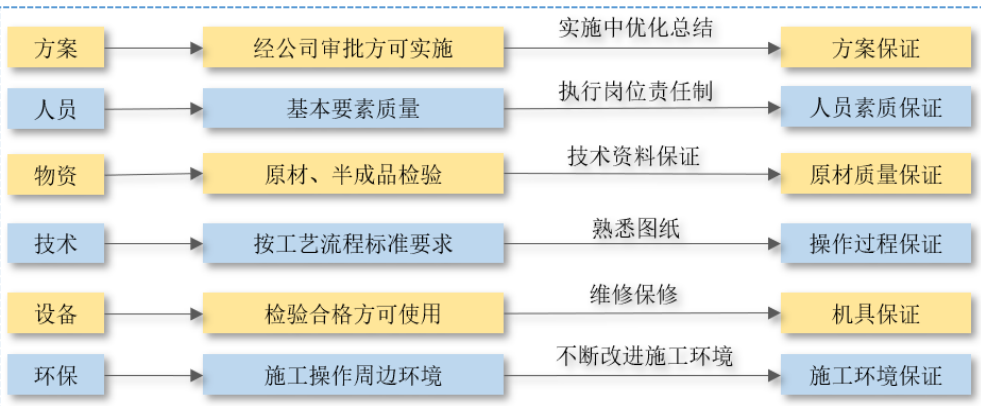 方案
经公司审批方可实施
实施中优化总结
方案保证
人员
基本要素质量
执行岗位责任制
人员素质保证
物资
原材、半成品检验
技术资料保证
原材质量保证
技术
按工艺流程标准要求
熟悉图纸
操作过程保证
设备
检验合格方可使用
维修保修
机具保证
环保
施工操作周边环境
不断改进施工环境
施工环境保证